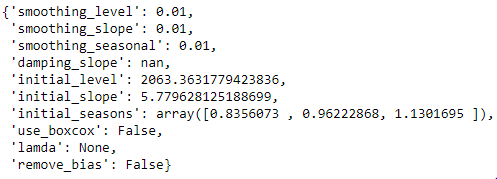 {'smoothing_level': 0.01,
'smoothing_slope': 0.01,
'smoothing_seasonal': 0.01,
'damping_slope': nan,
'initial_level': 2063.3631779423836,
'initial_slope': 5.779628125188699,
'initial_seasons': array([0.8356073 , 0.96222868, 1.1301695 ]),
'use_boxcox': False,
'lamda': None,
'remove_bias': False}